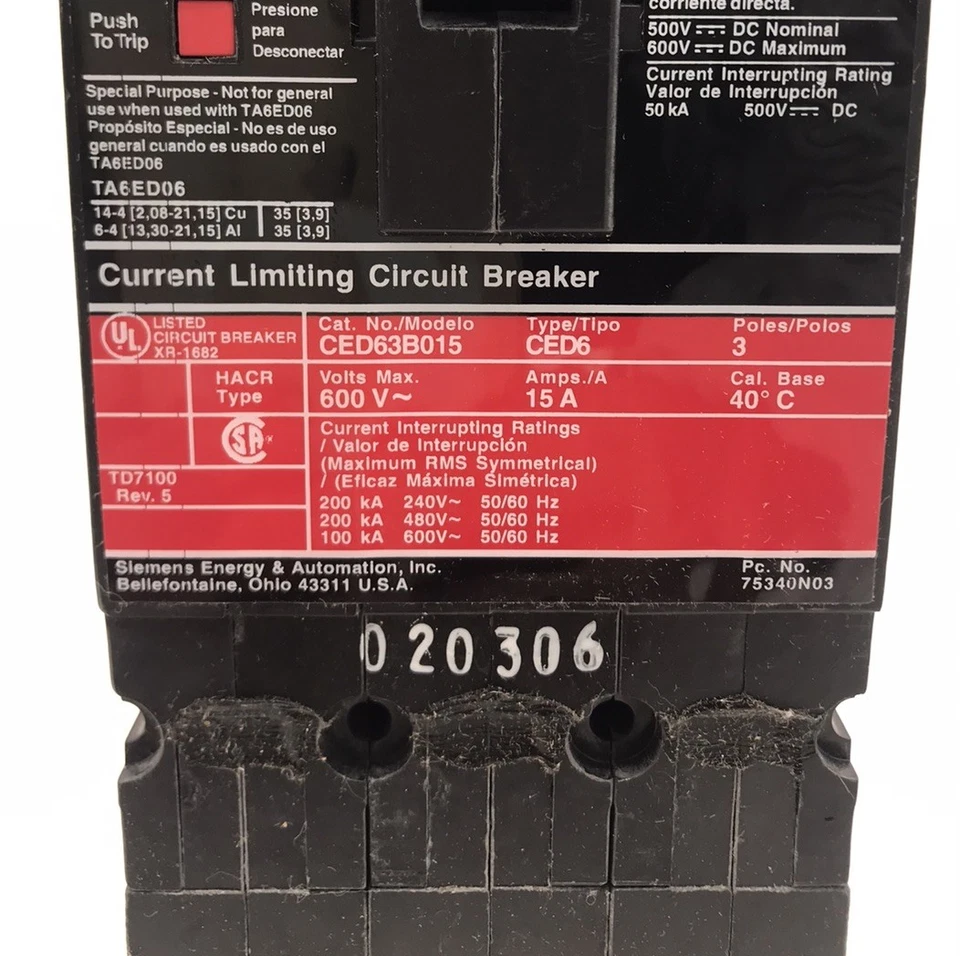 Push
To Trip
Presione
para
Desconectar
Special Purpose - Not for general
use when used with TA6ED06
Propósito Especial - No es de uso
general cuando es usado con el
TA6ED06
TA6ED06
14-4 [2,08-21,15] Cu 35 [3,9]
6-4 [13,30-21,15] Al 35 [3,9]
corriente directa.
500V⎓ DC Nominal
600V⎓ DC Maximum
Current Interrupting Rating
Valor de Interrupción
50 kA 500V⎓ DC
Current Limiting Circuit Breaker
UL
LISTED
CIRCUIT BREAKER
XR-1682
HACR
Type
SA
TD7100
Rev. 5
Cat. No./Modelo Type/Tipo Poles/Polos
CED63B015 CED6 3
Volts Max. Amps./A Cal. Base
600 V~ 15 A 40° C
Current Interrupting Ratings
/ Valor de Interrupción
(Maximum RMS Symmetrical)
/ (Eficaz Máxima Simétrica)
200 kA 240V~ 50/60 Hz
200 kA 480V~ 50/60 Hz
100 kA 600V~ 50/60 Hz
Siemens Energy & Automation, Inc. Pc. No.
Bellefontaine, Ohio 43311 U.S.A. 75340N03
020306